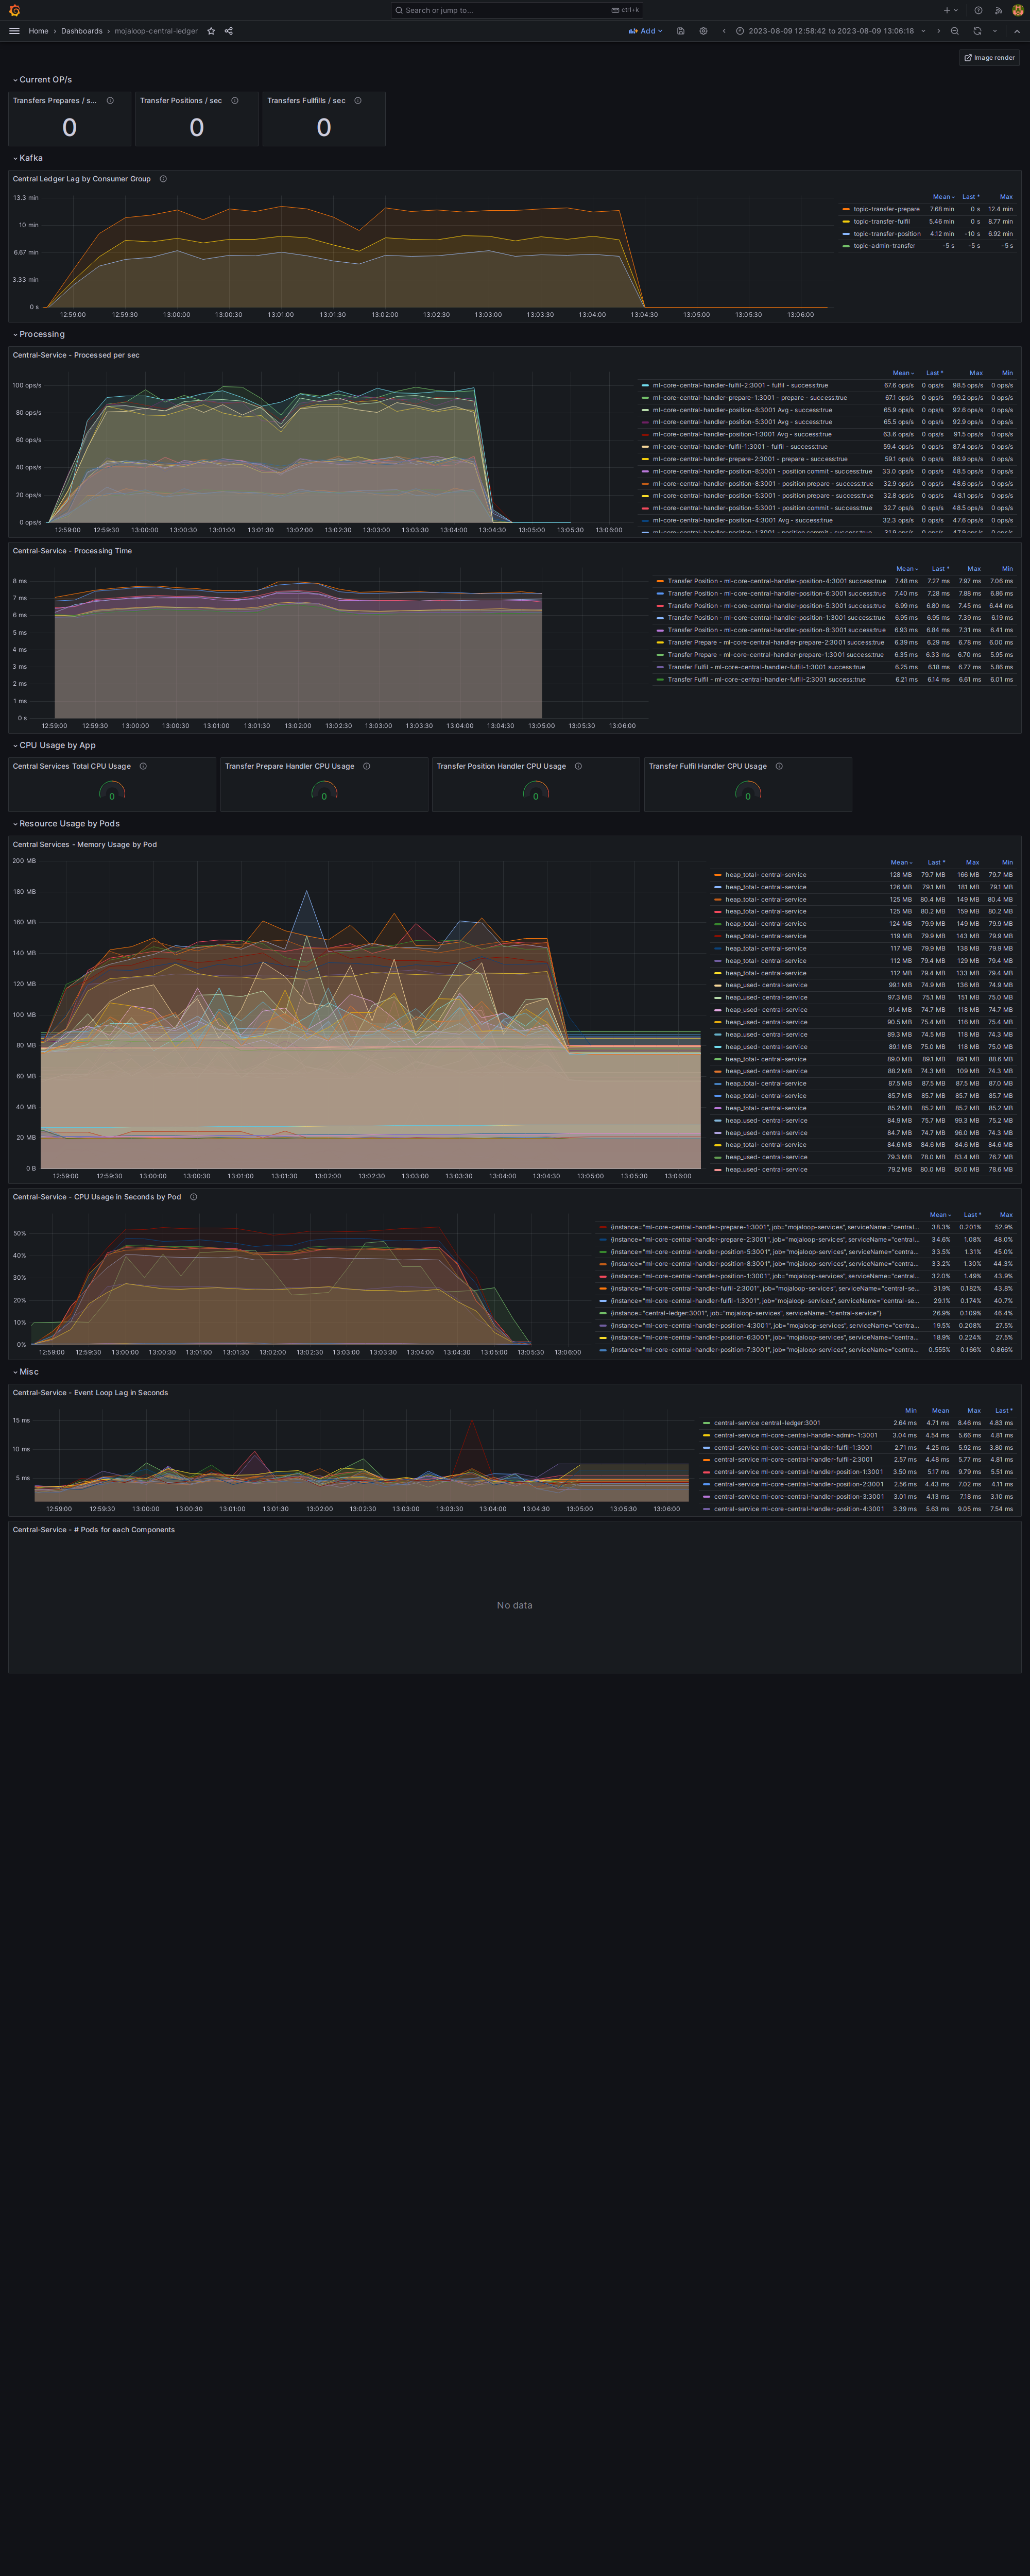 Search or jump to... ctrl+k
Home › Dashboards › mojaloop-central-ledger Add 2023-08-09 12:58:42 to 2023-08-09 13:06:18
Image render
Current OP/s
Transfers Prepares / s... Transfer Positions / sec Transfers Fullfills / sec
0 0 0
Kafka
Central Ledger Lag by Consumer Group
13.3 min
10 min
6.67 min
3.33 min
0 s
12:59:00 12:59:30 13:00:00 13:00:30 13:01:00 13:01:30 13:02:00 13:02:30 13:03:00 13:03:30 13:04:00 13:04:30 13:05:00 13:05:30 13:06:00
Mean Last * Max
topic-transfer-prepare 7.68 min 0 s 12.4 min
topic-transfer-fulfil 5.46 min 0 s 8.77 min
topic-transfer-position 4.12 min -10 s 6.92 min
topic-admin-transfer -5 s -5 s -5 s
Processing
Central-Service - Processed per sec
100 ops/s
80 ops/s
60 ops/s
40 ops/s
20 ops/s
0 ops/s
12:59:00 12:59:30 13:00:00 13:00:30 13:01:00 13:01:30 13:02:00 13:02:30 13:03:00 13:03:30 13:04:00 13:04:30 13:05:00 13:05:30 13:06:00
Mean Last * Max Min
ml-core-central-handler-fulfil-2:3001 - fulfil - success:true 67.6 ops/s 0 ops/s 98.5 ops/s 0 ops/s
ml-core-central-handler-prepare-1:3001 - prepare - success:true 67.1 ops/s 0 ops/s 99.2 ops/s 0 ops/s
ml-core-central-handler-position-8:3001 Avg - success:true 65.9 ops/s 0 ops/s 92.6 ops/s 0 ops/s
ml-core-central-handler-position-5:3001 Avg - success:true 65.5 ops/s 0 ops/s 92.9 ops/s 0 ops/s
ml-core-central-handler-position-1:3001 Avg - success:true 63.6 ops/s 0 ops/s 91.5 ops/s 0 ops/s
ml-core-central-handler-fulfil-1:3001 - fulfil - success:true 59.4 ops/s 0 ops/s 87.4 ops/s 0 ops/s
ml-core-central-handler-prepare-2:3001 - prepare - success:true 59.1 ops/s 0 ops/s 88.9 ops/s 0 ops/s
ml-core-central-handler-position-8:3001 - position commit - success:true 33.0 ops/s 0 ops/s 48.5 ops/s 0 ops/s
ml-core-central-handler-position-8:3001 - position prepare - success:true 32.9 ops/s 0 ops/s 48.6 ops/s 0 ops/s
ml-core-central-handler-position-5:3001 - position prepare - success:true 32.8 ops/s 0 ops/s 48.1 ops/s 0 ops/s
ml-core-central-handler-position-5:3001 - position commit - success:true 32.7 ops/s 0 ops/s 48.5 ops/s 0 ops/s
ml-core-central-handler-position-4:3001 Avg - success:true 32.3 ops/s 0 ops/s 47.6 ops/s 0 ops/s
ml-core-central-handler-position-1:3001 - position commit - success:true 31.9 ops/s 0 ops/s 47.9 ops/s 0 ops/s
Central-Service - Processing Time
8 ms
7 ms
6 ms
5 ms
4 ms
3 ms
2 ms
1 ms
0 s
12:59:00 12:59:30 13:00:00 13:00:30 13:01:00 13:01:30 13:02:00 13:02:30 13:03:00 13:03:30 13:04:00 13:04:30 13:05:00 13:05:30 13:06:00
Mean Last * Max Min
Transfer Position - ml-core-central-handler-position-4:3001 success:true 7.48 ms 7.27 ms 7.97 ms 7.06 ms
Transfer Position - ml-core-central-handler-position-6:3001 success:true 7.40 ms 7.28 ms 7.88 ms 6.86 ms
Transfer Position - ml-core-central-handler-position-5:3001 success:true 6.99 ms 6.80 ms 7.45 ms 6.44 ms
Transfer Position - ml-core-central-handler-position-1:3001 success:true 6.95 ms 6.95 ms 7.39 ms 6.19 ms
Transfer Position - ml-core-central-handler-position-8:3001 success:true 6.93 ms 6.84 ms 7.31 ms 6.41 ms
Transfer Prepare - ml-core-central-handler-prepare-2:3001 success:true 6.39 ms 6.29 ms 6.78 ms 6.00 ms
Transfer Prepare - ml-core-central-handler-prepare-1:3001 success:true 6.35 ms 6.33 ms 6.70 ms 5.95 ms
Transfer Fulfil - ml-core-central-handler-fulfil-1:3001 success:true 6.25 ms 6.18 ms 6.77 ms 5.86 ms
Transfer Fulfil - ml-core-central-handler-fulfil-2:3001 success:true 6.21 ms 6.14 ms 6.61 ms 6.01 ms
CPU Usage by App
Central Services Total CPU Usage Transfer Prepare Handler CPU Usage Transfer Position Handler CPU Usage Transfer Fulfil Handler CPU Usage
0 0 0 0
Resource Usage by Pods
Central Services - Memory Usage by Pod
200 MB
180 MB
160 MB
140 MB
120 MB
100 MB
80 MB
60 MB
40 MB
20 MB
0 B
12:59:00 12:59:30 13:00:00 13:00:30 13:01:00 13:01:30 13:02:00 13:02:30 13:03:00 13:03:30 13:04:00 13:04:30 13:05:00 13:05:30 13:06:00
Mean Last * Max Min
heap_total- central-service 128 MB 79.7 MB 166 MB 79.7 MB
heap_total- central-service 126 MB 79.1 MB 181 MB 79.1 MB
heap_total- central-service 125 MB 80.4 MB 149 MB 80.4 MB
heap_total- central-service 125 MB 80.2 MB 159 MB 80.2 MB
heap_total- central-service 124 MB 79.9 MB 149 MB 79.9 MB
heap_total- central-service 119 MB 79.9 MB 143 MB 79.9 MB
heap_total- central-service 117 MB 79.9 MB 138 MB 79.9 MB
heap_total- central-service 112 MB 79.4 MB 129 MB 79.4 MB
heap_total- central-service 112 MB 79.4 MB 133 MB 79.4 MB
heap_used- central-service 99.1 MB 74.9 MB 136 MB 74.9 MB
heap_used- central-service 97.3 MB 75.1 MB 151 MB 75.0 MB
heap_used- central-service 91.4 MB 74.7 MB 118 MB 74.7 MB
heap_used- central-service 90.5 MB 75.4 MB 116 MB 75.4 MB
heap_used- central-service 89.3 MB 74.5 MB 118 MB 74.3 MB
heap_used- central-service 89.1 MB 75.0 MB 118 MB 75.0 MB
heap_total- central-service 89.0 MB 89.1 MB 89.1 MB 88.6 MB
heap_used- central-service 88.2 MB 74.3 MB 109 MB 74.3 MB
heap_total- central-service 87.5 MB 87.5 MB 87.5 MB 87.0 MB
heap_total- central-service 85.7 MB 85.7 MB 85.7 MB 85.7 MB
heap_total- central-service 85.2 MB 85.2 MB 85.2 MB 85.2 MB
heap_used- central-service 84.9 MB 75.7 MB 99.3 MB 75.2 MB
heap_used- central-service 84.7 MB 74.7 MB 96.0 MB 74.3 MB
heap_total- central-service 84.6 MB 84.6 MB 84.6 MB 84.6 MB
heap_used- central-service 79.3 MB 78.0 MB 83.4 MB 76.7 MB
heap_used- central-service 79.2 MB 80.0 MB 80.0 MB 78.6 MB
Central-Service - CPU Usage in Seconds by Pod
50%
40%
30%
20%
10%
0%
12:59:00 12:59:30 13:00:00 13:00:30 13:01:00 13:01:30 13:02:00 13:02:30 13:03:00 13:03:30 13:04:00 13:04:30 13:05:00 13:05:30 13:06:00
Mean Last * Max
{instance="ml-core-central-handler-prepare-1:3001", job="mojaloop-services", serviceName="central... 38.3% 0.201% 52.9%
{instance="ml-core-central-handler-prepare-2:3001", job="mojaloop-services", serviceName="central... 34.6% 1.08% 48.0%
{instance="ml-core-central-handler-position-5:3001", job="mojaloop-services", serviceName="centra... 33.5% 1.31% 45.0%
{instance="ml-core-central-handler-position-8:3001", job="mojaloop-services", serviceName="centra... 33.2% 1.30% 44.3%
{instance="ml-core-central-handler-position-1:3001", job="mojaloop-services", serviceName="central... 32.0% 1.49% 43.9%
{instance="ml-core-central-handler-fulfil-2:3001", job="mojaloop-services", serviceName="central-se... 31.9% 0.182% 43.8%
{instance="ml-core-central-handler-fulfil-1:3001", job="mojaloop-services", serviceName="central-se... 29.1% 0.174% 40.7%
{instance="central-ledger:3001", job="mojaloop-services", serviceName="central-service"} 26.9% 0.109% 46.4%
{instance="ml-core-central-handler-position-4:3001", job="mojaloop-services", serviceName="centra... 19.5% 0.208% 27.5%
{instance="ml-core-central-handler-position-6:3001", job="mojaloop-services", serviceName="centra... 18.9% 0.224% 27.5%
{instance="ml-core-central-handler-position-7:3001", job="mojaloop-services", serviceName="centra... 0.555% 0.166% 0.866%
Misc
Central-Service - Event Loop Lag in Seconds
15 ms
10 ms
5 ms
12:59:00 12:59:30 13:00:00 13:00:30 13:01:00 13:01:30 13:02:00 13:02:30 13:03:00 13:03:30 13:04:00 13:04:30 13:05:00 13:05:30 13:06:00
Min Mean Max Last *
central-service central-ledger:3001 2.64 ms 4.71 ms 8.46 ms 4.83 ms
central-service ml-core-central-handler-admin-1:3001 3.04 ms 4.54 ms 5.66 ms 4.81 ms
central-service ml-core-central-handler-fulfil-1:3001 2.71 ms 4.25 ms 5.92 ms 3.80 ms
central-service ml-core-central-handler-fulfil-2:3001 2.57 ms 4.48 ms 5.77 ms 4.81 ms
central-service ml-core-central-handler-position-1:3001 3.50 ms 5.17 ms 9.79 ms 5.51 ms
central-service ml-core-central-handler-position-2:3001 2.56 ms 4.43 ms 7.02 ms 4.11 ms
central-service ml-core-central-handler-position-3:3001 3.01 ms 4.13 ms 7.18 ms 3.10 ms
central-service ml-core-central-handler-position-4:3001 3.39 ms 5.63 ms 9.05 ms 7.54 ms
Central-Service - # Pods for each Components
No data